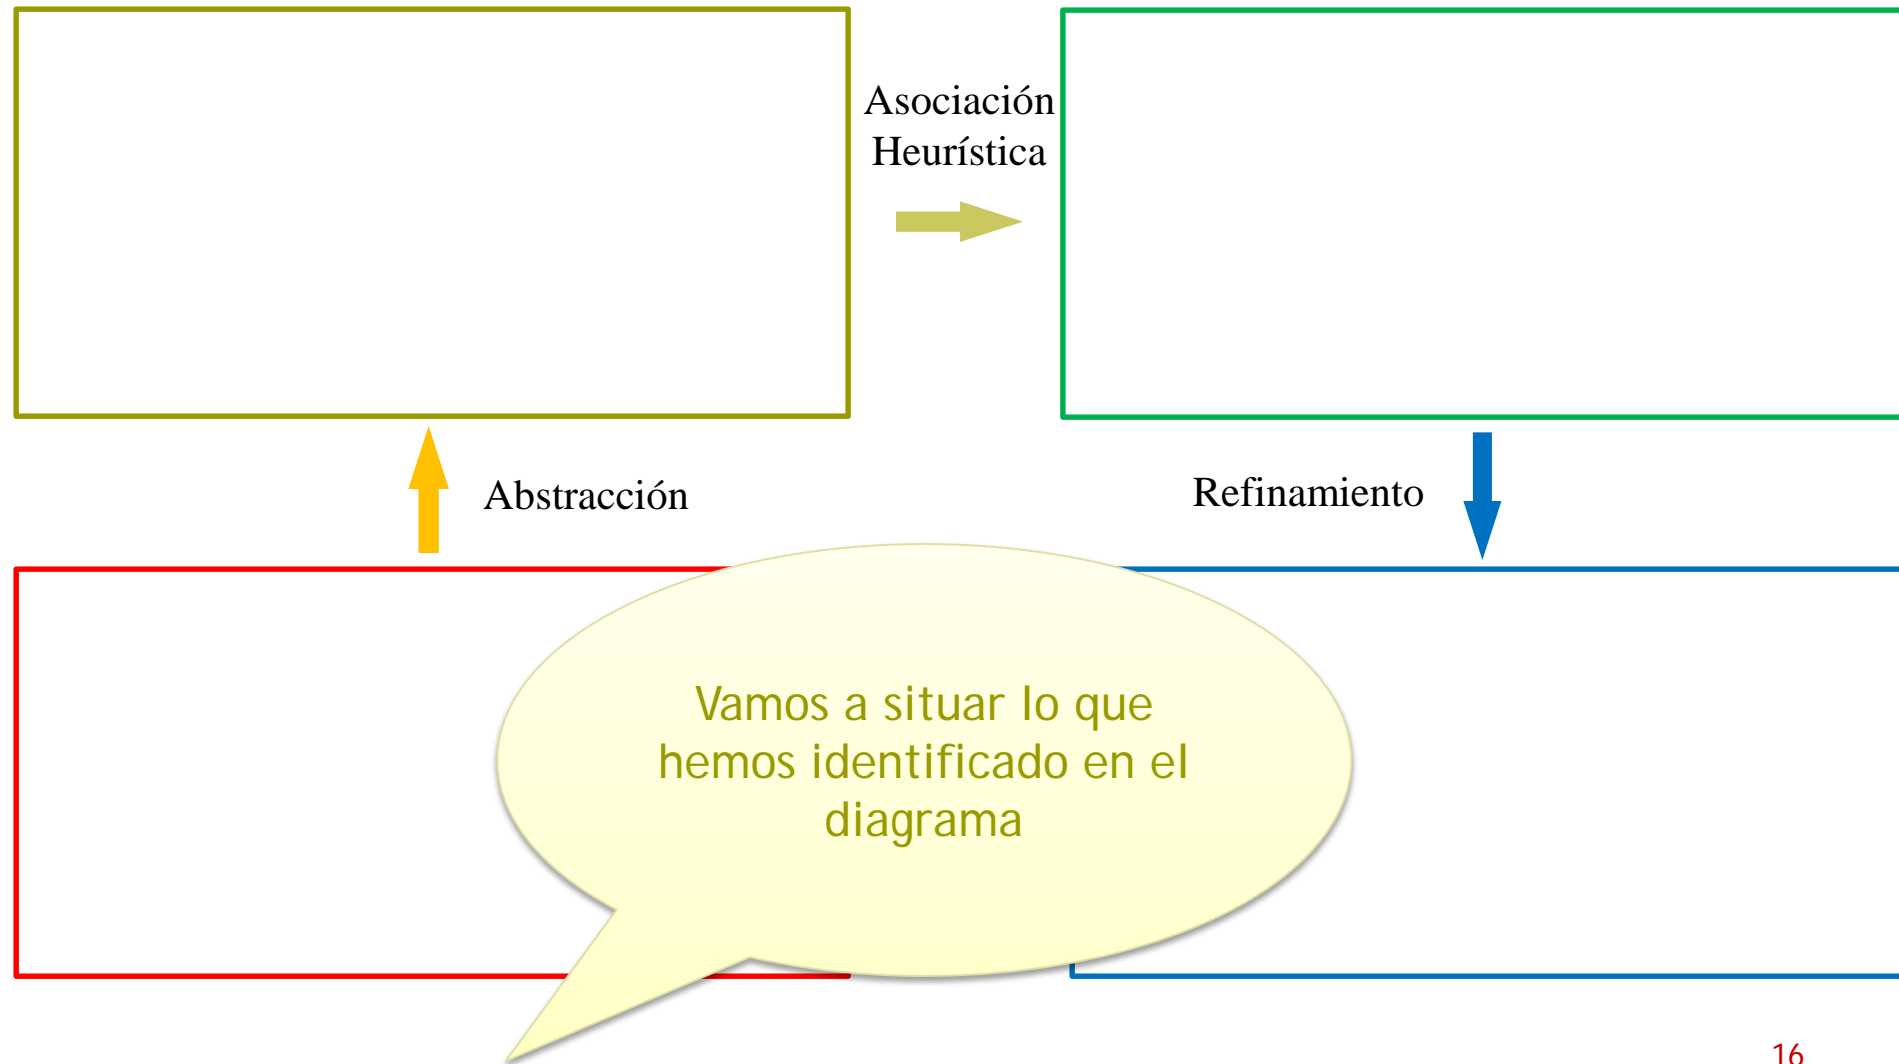 Asociación
Heurística
Abstracción
Refinamiento
Vamos a situar lo que
hemos identificado en el
diagrama
16